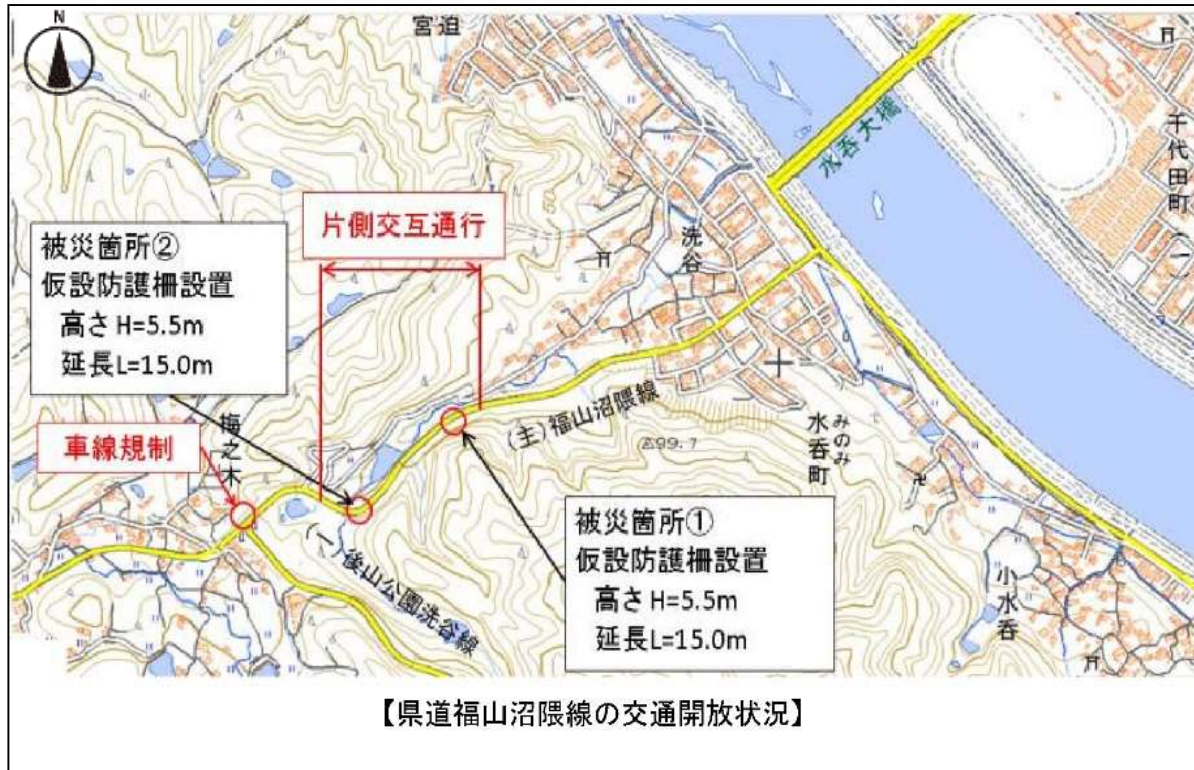 N
宮迫
水呑大橋
千代田町
(一)
片側交互通行
被災箇所②
仮設防護柵設置
高さ H=5.5m
延長L=15.0m
洗谷
車線規制
梅之木
(主)福山沼隈線
99.7
水呑町
みのみ
(一)後山公園洗谷線
被災箇所①
仮設防護柵設置
高さ H=5.5m
延長L=15.0m
小水呑
【県道福山沼隈線の交通開放状況】